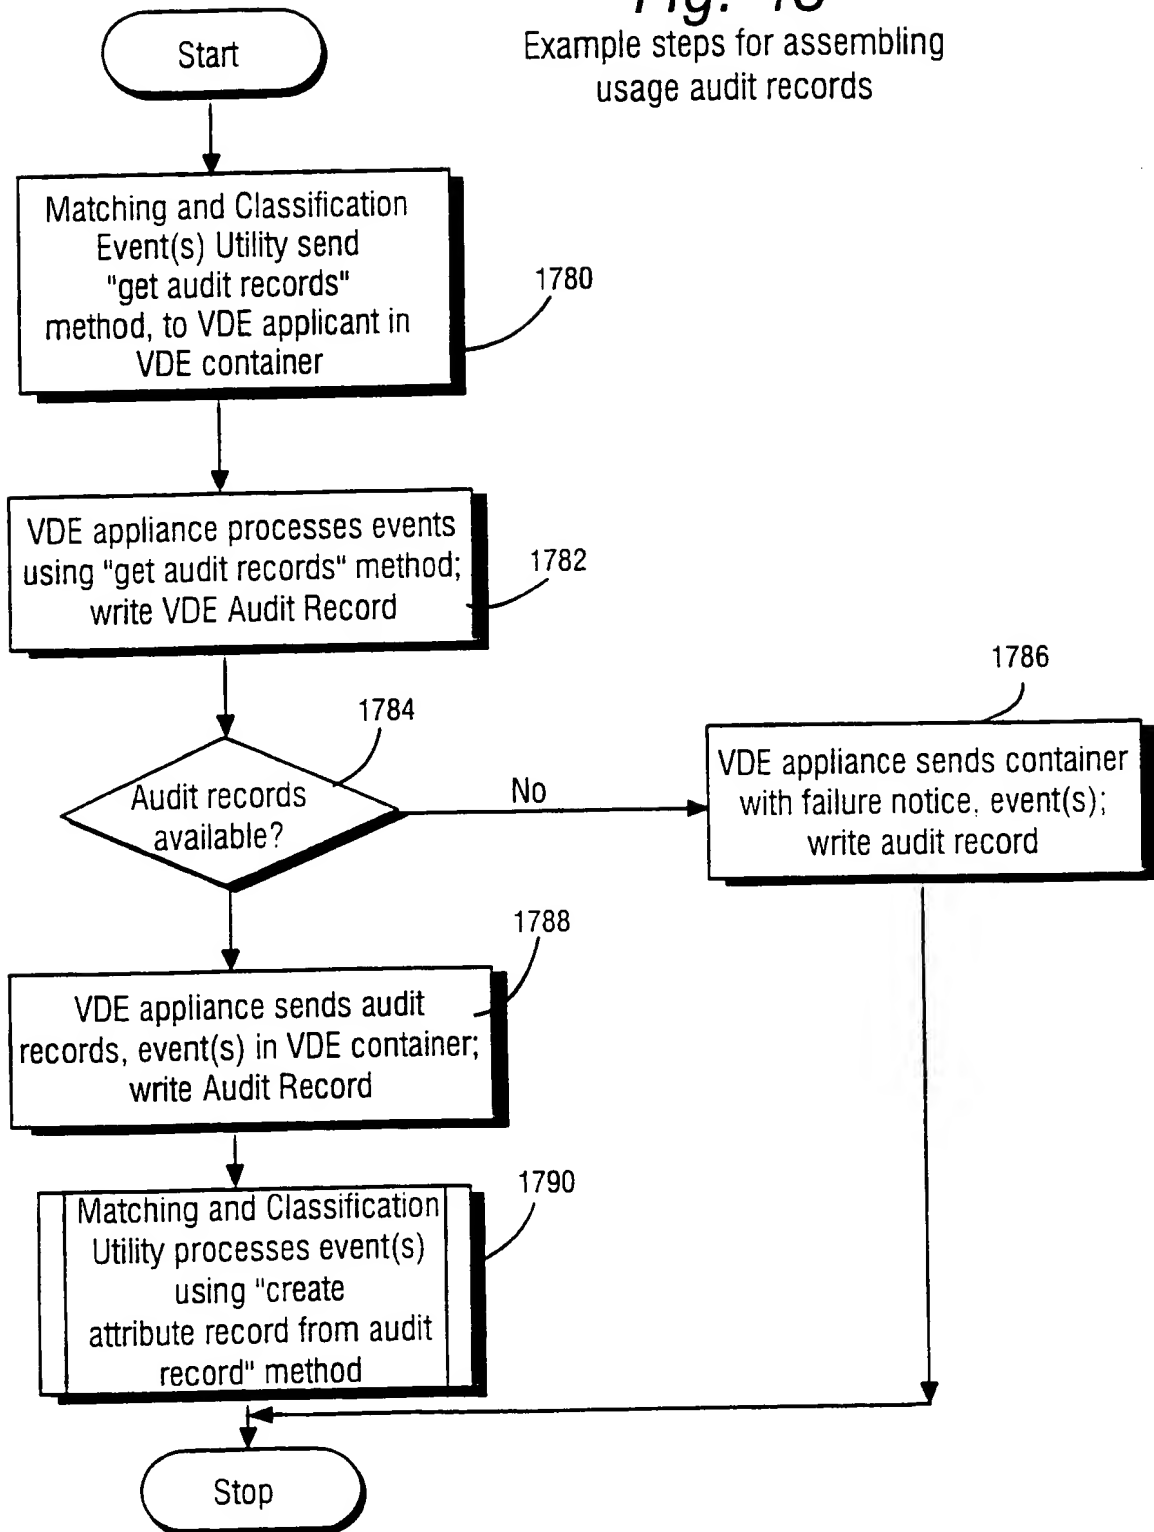 Start
Example steps for assembling
usage audit records
Matching and Classification
Event(s) Utility send
"get audit records"
method, to VDE applicant in
VDE container
1780
VDE appliance processes events
using "get audit records" method;
write VDE Audit Record
1782
1784
Audit records
available?
No
1786
VDE appliance sends container
with failure notice, event(s);
write audit record
1788
VDE appliance sends audit
records, event(s) in VDE container;
write Audit Record
1790
Matching and Classification
Utility processes event(s)
using "create
attribute record from audit
record" method
Stop